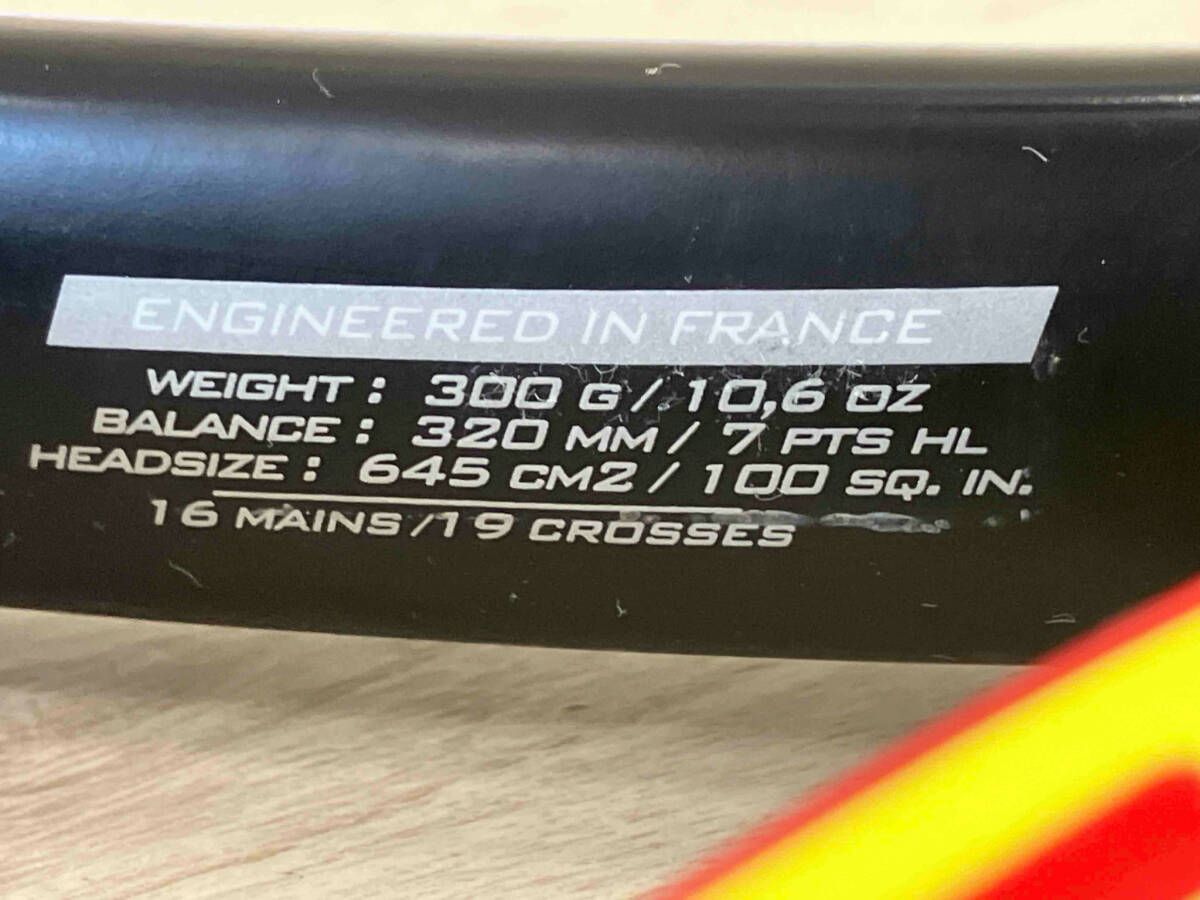 ENGINEERED IN FRANCE
WEIGHT : 300 G / 10,6 OZ
BALANCE : 320 MM / 7 PTS HL
HEADSIZE : 645 CM2 / 100 SQ. IN.
16 MAINS / 19 CROSSES